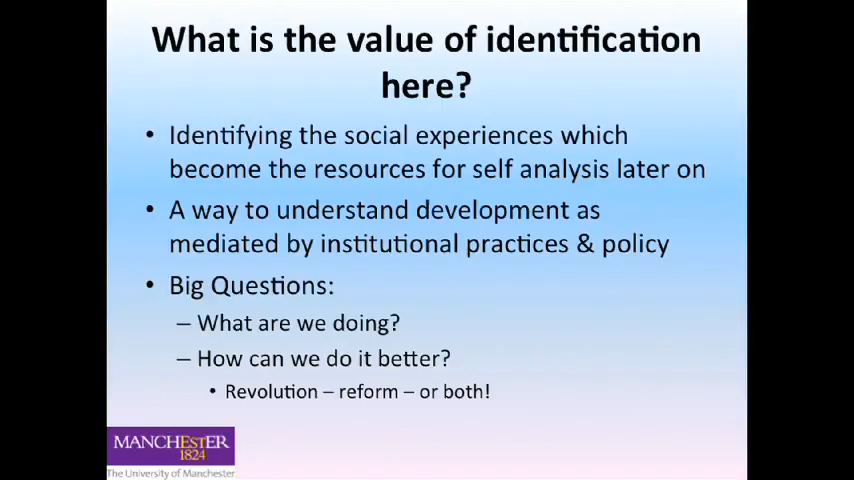 What is the value of identification
here?
• Identifying the social experiences which
become the resources for self analysis later on
• A way to understand development as
mediated by institutional practices & policy
• Big Questions:
– What are we doing?
– How can we do it better?
• Revolution – reform – or both!
MANCHESTER
1824
The University of Manchester